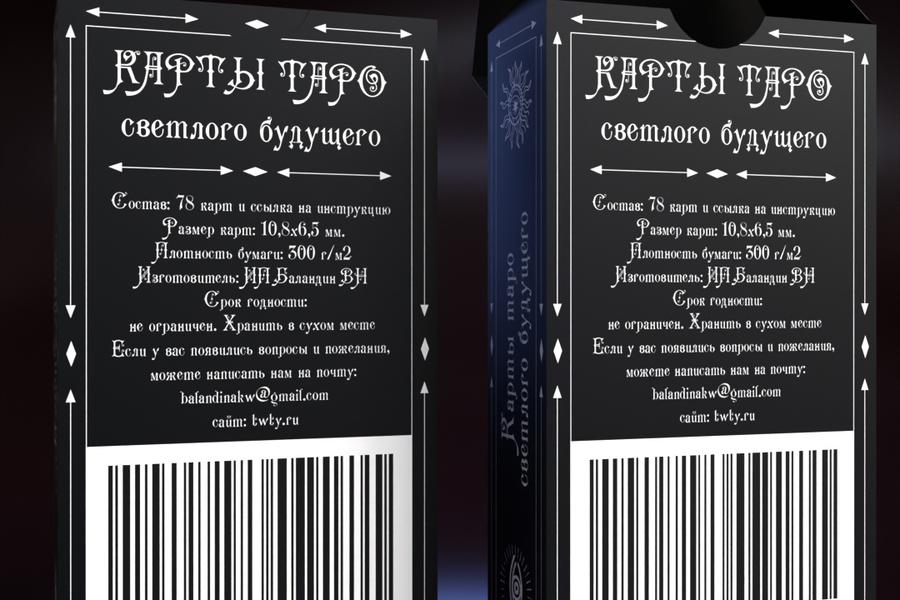 КАРТЫ ТАРО
светлого будущего
Состав: 78 карт и ссылка на инструкцию
Размер карт: 10,8х6,5 мм.
Плотность бумаги: 300 г/м2
Изготовитель: ИП Баландин ВН
Срок годности:
не ограничен. Хранить в сухом месте
Если у вас появились вопросы и пожелания,
можете написать нам на почту:
balandinakw@gmail.com
сайт: twty.ru
Карты таро
светлого будущего
КАРТЫ ТАРО
светлого будущего
Состав: 78 карт и ссылка на инструкцию
Размер карт: 10,8х6,5 мм.
Плотность бумаги: 300 г/м2
Изготовитель: ИП Баландин ВН
Срок годности:
не ограничен. Хранить в сухом месте
Если у вас появились вопросы и пожелания,
можете написать нам на почту:
balandinakw@gmail.com
сайт: twty.ru